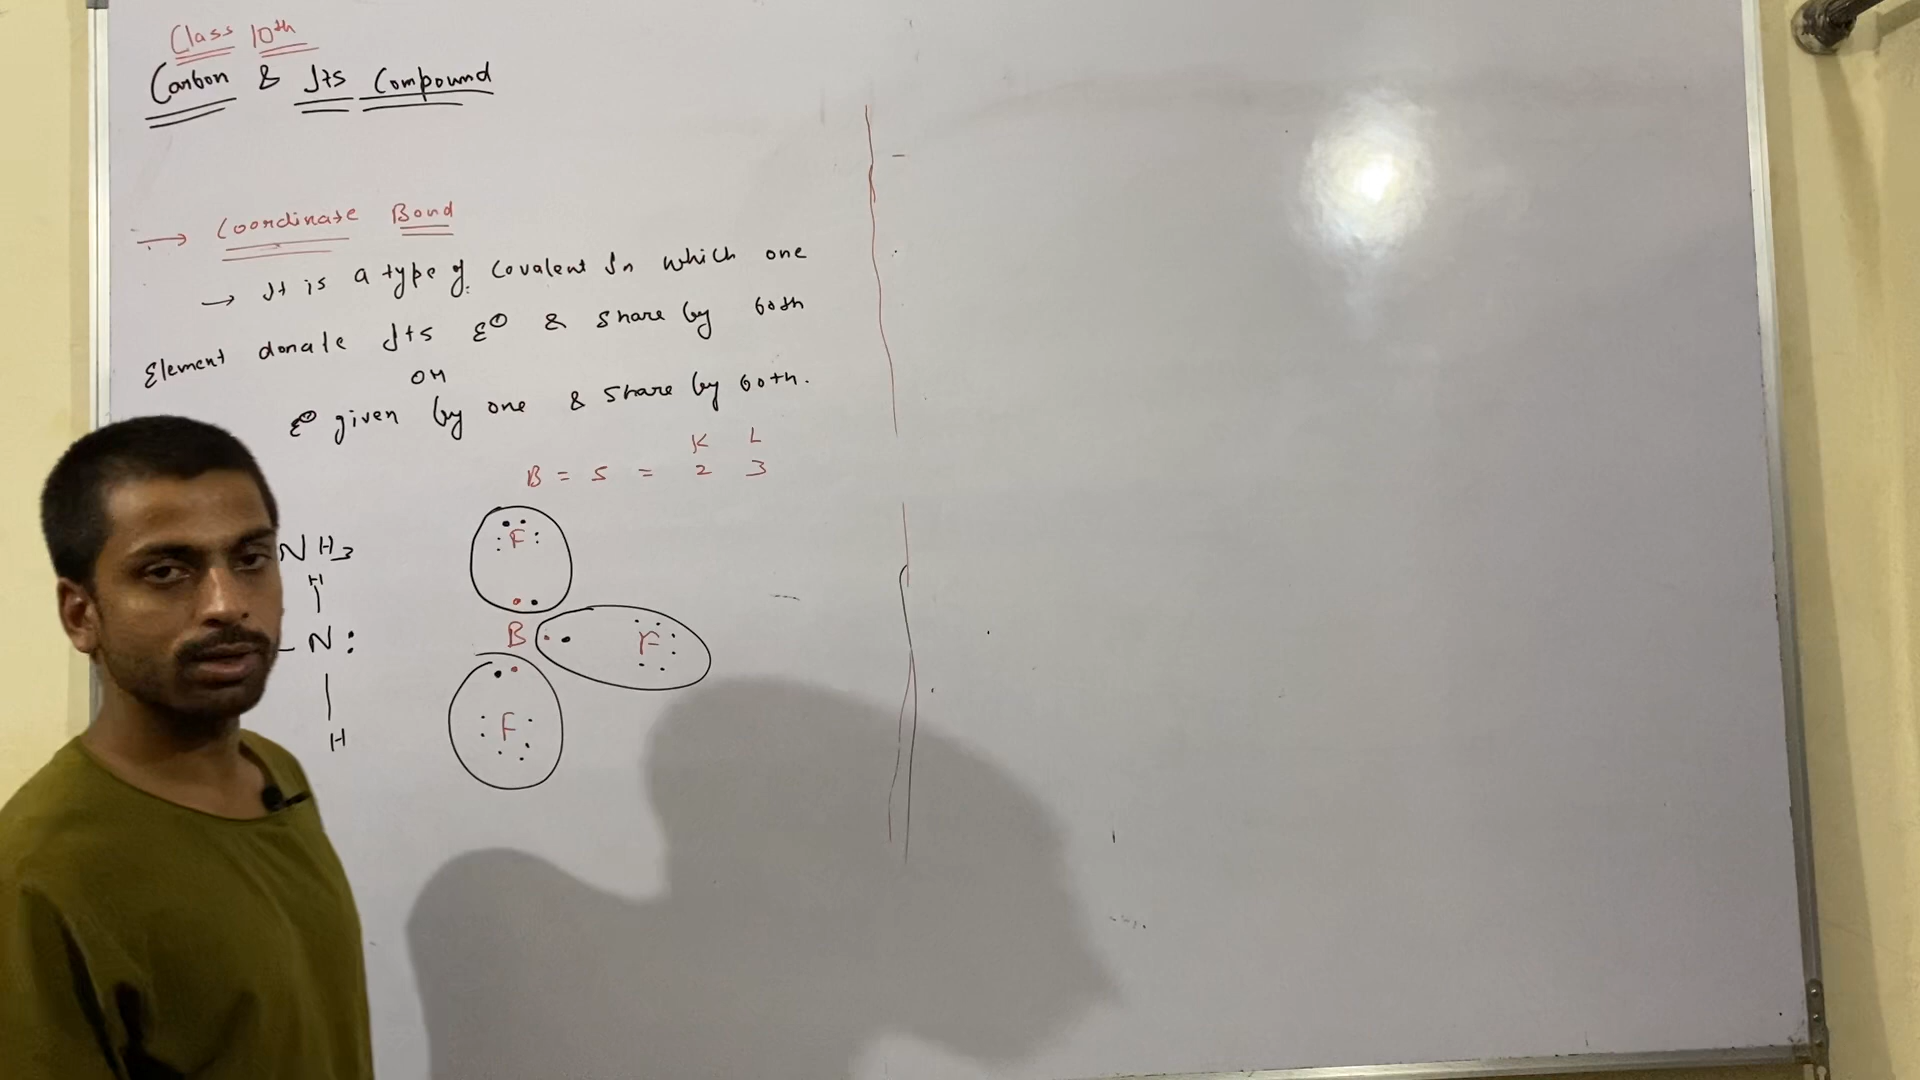 Class 10th
Carbon & Its Compound
→ Coordinate Bond
→ It is a type of Covalent In which one
Element donate Its e⊖ & share by both
OR
e⊖ given by one & share by both.
K L
B = 5 = 2 3
NH3
H
– N :
H
F
B F
F